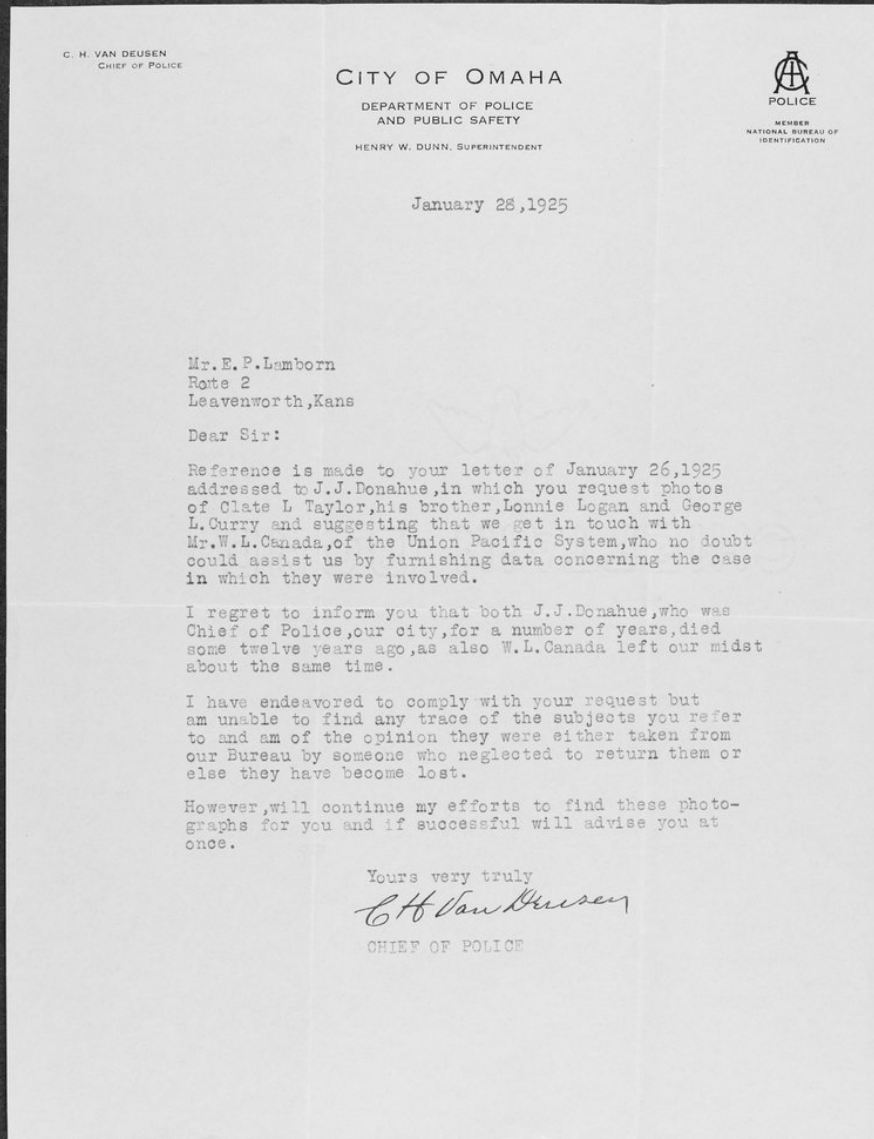 C. H. VAN DEUSEN
CHIEF OF POLICE
CITY OF OMAHA
DEPARTMENT OF POLICE
AND PUBLIC SAFETY
HENRY W. DUNN, SUPERINTENDENT
POLICE
MEMBER
NATIONAL BUREAU OF
IDENTIFICATION
January 28,1925
Mr.E.P.Lamborn
Route 2
Leavenworth,Kans
Dear Sir:
Reference is made to your letter of January 26,1925
addressed to J.J.Donahue,in which you request photos
of Clate L Taylor,his brother,Lonnie Logan and George
L.Curry and suggesting that we get in touch with
Mr.W.L.Canada,of the Union Pacific System,who no doubt
could assist us by furnishing data concerning the case
in which they were involved.
I regret to inform you that both J.J.Donahue,who was
Chief of Police,our city,for a number of years,died
some twelve years ago,as also W.L.Canada left our midst
about the same time.
I have endeavored to comply with your request but
am unable to find any trace of the subjects you refer
to and am of the opinion they were either taken from
our Bureau by someone who neglected to return them or
else they have become lost.
However,will continue my efforts to find these photo-
graphs for you and if successful will advise you at
once.
Yours very truly
C H Van Deusen
CHIEF OF POLICE